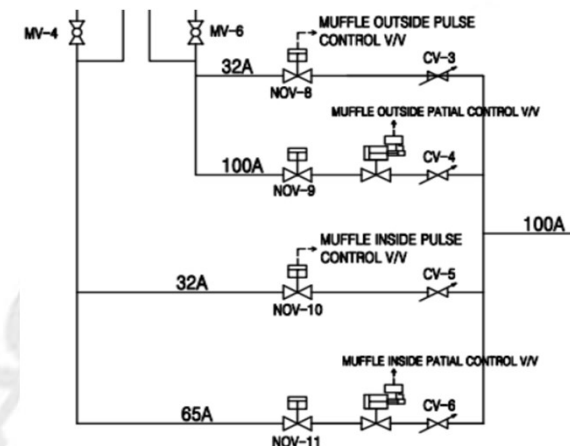 MV-4
MV-6
MUFFLE OUTSIDE PULSE
CONTROL V/V
CV-3
32A
NOV-8
MUFFLE OUTSIDE PATIAL CONTROL V/V
CV-4
100A
NOV-9
100A
MUFFLE INSIDE PULSE
CONTROL V/V
CV-5
32A
NOV-10
MUFFLE INSIDE PATIAL CONTROL V/V
CV-6
65A
NOV-11